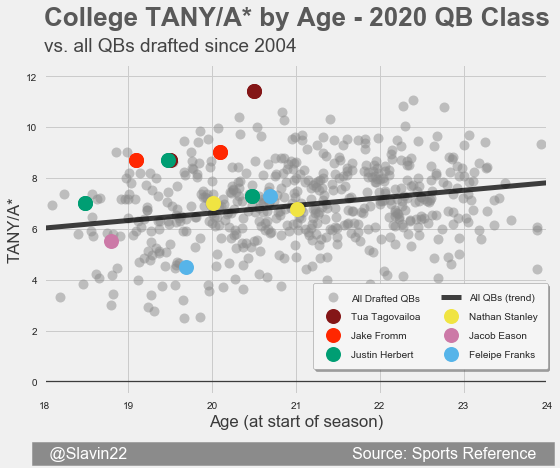 College TANY/A* by Age - 2020 QB Class
vs. all QBs drafted since 2004
TANY/A*
12
10
8
6
4
2
0
18 19 20 21 22 23 24
Age (at start of season)
All Drafted QBs
Tua Tagovailoa
Jake Fromm
Justin Herbert
All QBs (trend)
Nathan Stanley
Jacob Eason
Feleipe Franks
@Slavin22
Source: Sports Reference